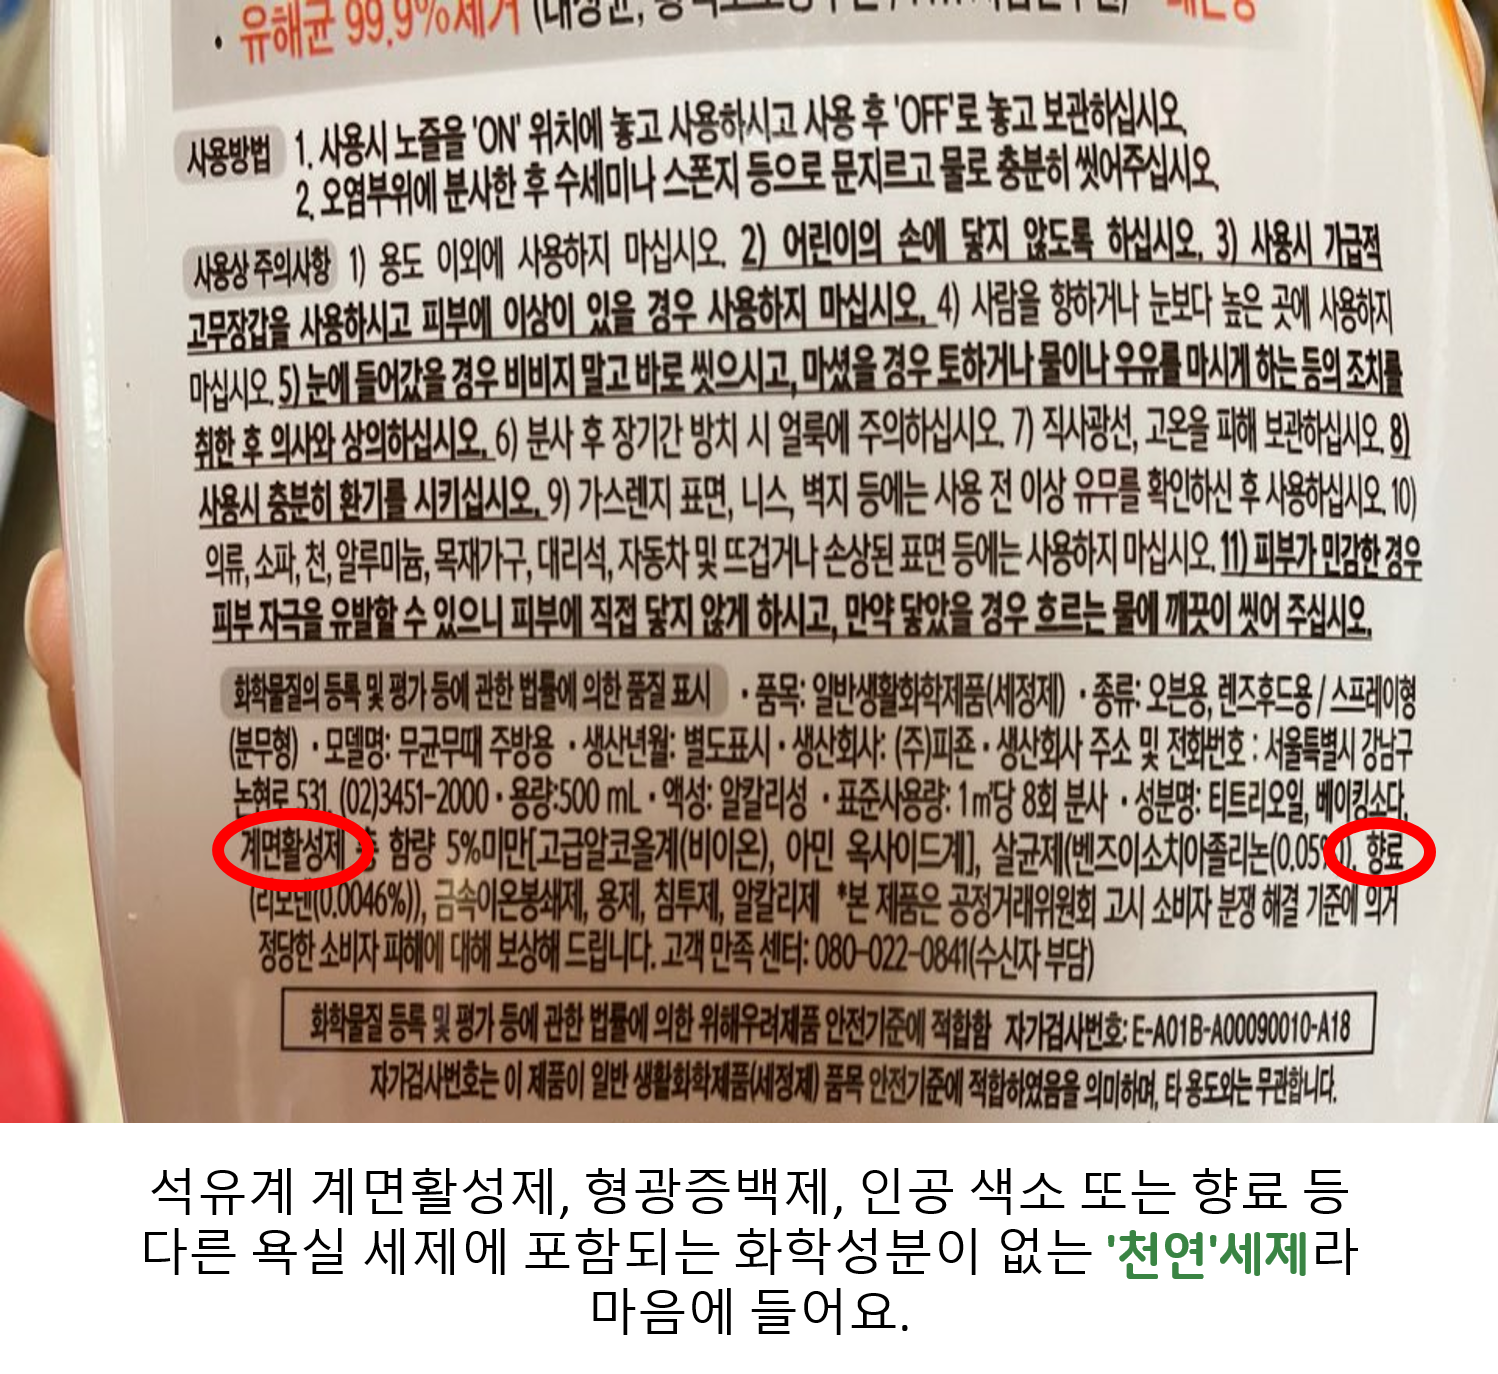 • 유해균 99.9%제거 (대장균,
사용방법 1. 사용시 노즐을 'ON' 위치에 놓고 사용하시고 사용 후 'OFF'로 놓고 보관하십시오.
2. 오염부위에 분사한 후 수세미나 스폰지 등으로 문지르고 물로 충분히 씻어주십시오.
사용상 주의사항 1) 용도 이외에 사용하지 마십시오. 2) 어린이의 손에 닿지 않도록 하십시오. 3) 사용시 가급적
고무장갑을 사용하시고 피부에 이상이 있을 경우 사용하지 마십시오. 4) 사람을 향하거나 눈보다 높은 곳에 사용하지
마십시오. 5) 눈에 들어갔을 경우 비비지 말고 바로 씻으시고, 마셨을 경우 토하거나 물이나 우유를 마시게 하는 등의 조치를
취한 후 의사와 상의하십시오. 6) 분사 후 장기간 방치 시 얼룩에 주의하십시오. 7) 직사광선, 고온을 피해 보관하십시오. 8)
사용시 충분히 환기를 시키십시오. 9) 가스렌지 표면, 니스, 벽지 등에는 사용 전 이상 유무를 확인하신 후 사용하십시오. 10)
의류, 소파, 천, 알루미늄, 목재가구, 대리석, 자동차 및 뜨겁거나 손상된 표면 등에는 사용하지 마십시오. 11) 피부가 민감한 경우
피부 자극을 유발할 수 있으니 피부에 직접 닿지 않게 하시고, 만약 닿았을 경우 흐르는 물에 깨끗이 씻어 주십시오.
화학물질의 등록 및 평가 등에 관한 법률에 의한 품질 표시 • 품목: 일반생활화학제품(세정제) • 종류: 오븐용, 렌즈후드용 / 스프레이형
(분무형) • 모델명: 무균무때 주방용 • 생산년월: 별도표시 • 생산회사: (주)피죤 • 생산회사 주소 및 전화번호 : 서울특별시 강남구
논현로 531, (02)3451-2000 • 용량:500 mL • 액성: 알칼리성 • 표준사용량: 1㎡당 8회 분사 • 성분명: 티트리오일, 베이킹소다,
계면활성제 총 함량 5%미만[고급알코올계(비이온), 아민 옥사이드계], 살균제(벤즈이소치아졸리논(0.05%)), 향료
(리모넨(0.0046%)), 금속이온봉쇄제, 용제, 침투제, 알칼리제 *본 제품은 공정거래위원회 고시 소비자 분쟁 해결 기준에 의거
정당한 소비자 피해에 대해 보상해 드립니다. 고객 만족 센터: 080-022-0841(수신자 부담)
화학물질 등록 및 평가 등에 관한 법률에 의한 위해우려제품 안전기준에 적합함 자가검사번호: E-A01B-A00090010-A18
자가검사번호는 이 제품이 일반 생활화학제품(세정제) 품목 안전기준에 적합하였음을 의미하며, 타 용도와는 무관합니다.
석유계 계면활성제, 형광증백제, 인공 색소 또는 향료 등
다른 욕실 세제에 포함되는 화학성분이 없는 '천연'세제라
마음에 들어요.